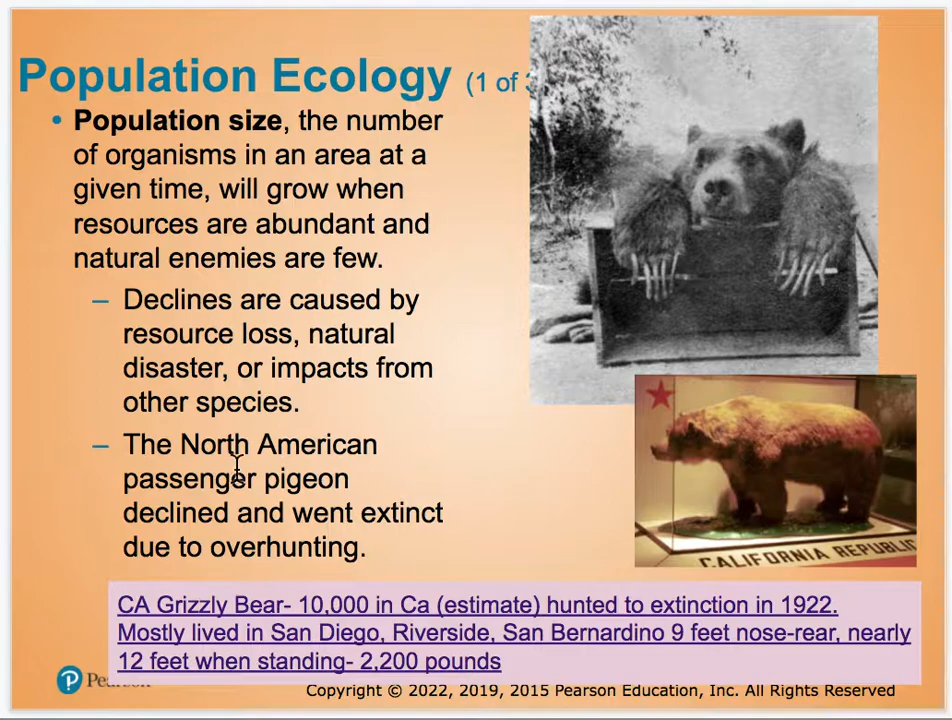 Population Ecology (1 of 3
• Population size, the number
of organisms in an area at a
given time, will grow when
resources are abundant and
natural enemies are few.
– Declines are caused by
resource loss, natural
disaster, or impacts from
other species.
– The North American
passenger pigeon
declined and went extinct
due to overhunting.
CALIFORNIA REPUBLIC
CA Grizzly Bear- 10,000 in Ca (estimate) hunted to extinction in 1922.
Mostly lived in San Diego, Riverside, San Bernardino 9 feet nose-rear, nearly
12 feet when standing- 2,200 pounds
P Pearson
Copyright © 2022, 2019, 2015 Pearson Education, Inc. All Rights Reserved